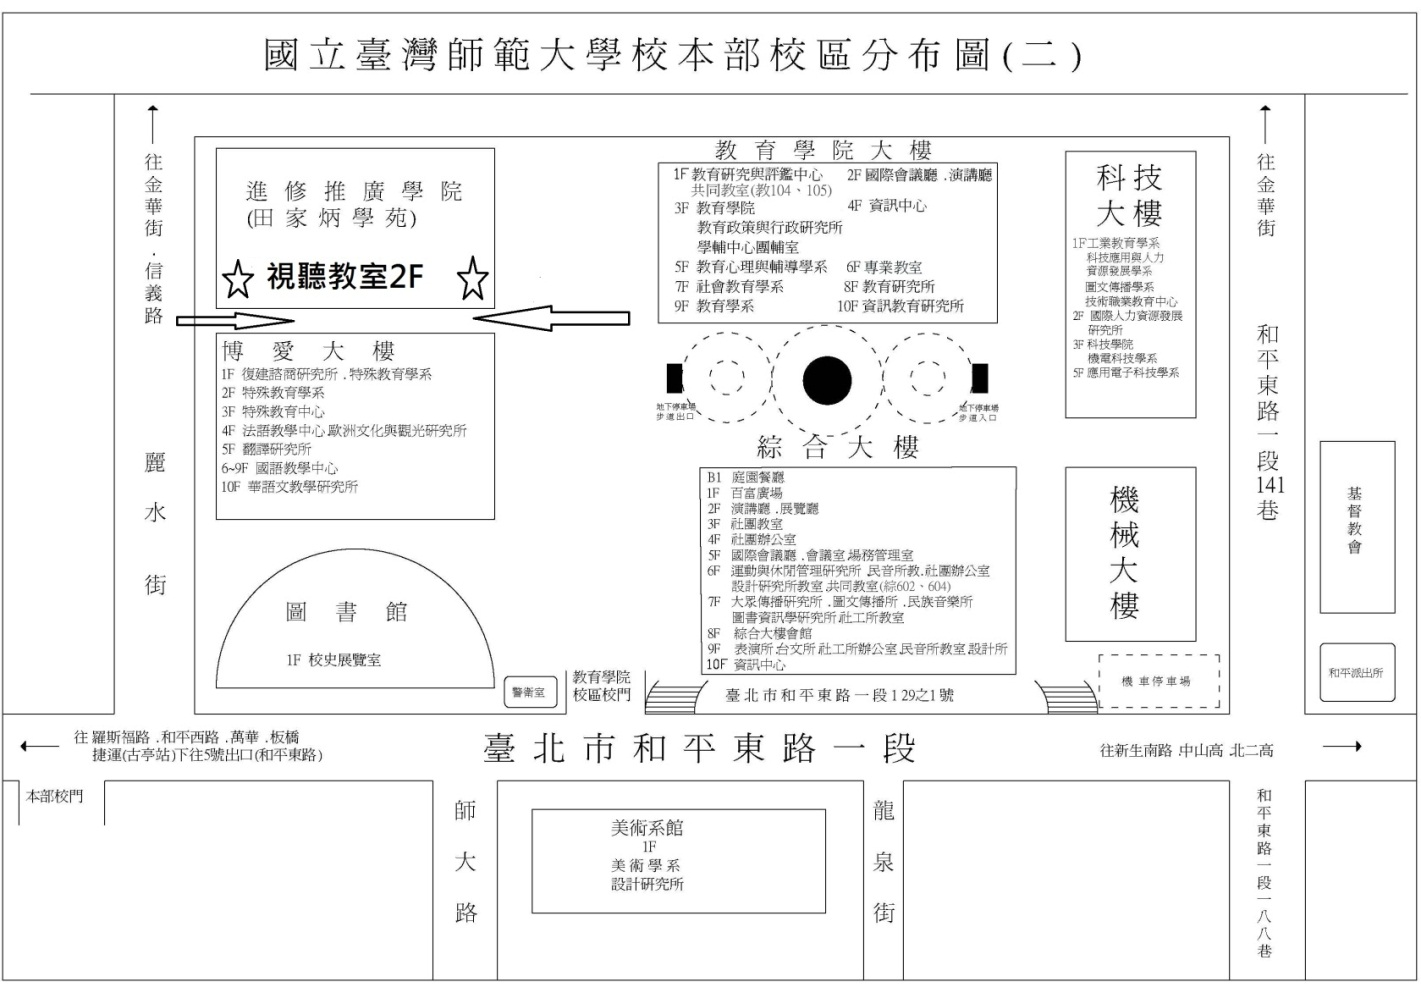 國立臺灣師範大學校本部校區分布圖(二)
往金華街．信義路
麗水街
進修推廣學院
(田家炳學苑)
☆視聽教室2F☆
博愛大樓
1F 復建諮商研究所．特殊教育學系
2F 特殊教育學系
3F 特殊教育中心
4F 法語教學中心.歐洲文化與觀光研究所
5F 翻譯研究所
6~9F 國語教學中心
10F 華語文教學研究所
圖書館
1F 校史展覽室
警衛室
教育學院
校區校門
教育學院大樓
1F 教育研究與評鑑中心 2F 國際會議廳．演講廳
共同教室(教104、105)
3F 教育學院 4F 資訊中心
教育政策與行政研究所
學輔中心團輔室
5F 教育心理與輔導學系 6F 專業教室
7F 社會教育學系 8F 教育研究所
9F 教育學系 10F 資訊教育研究所
地下停車場
步道出口
地下停車場
步道入口
綜合大樓
B1 庭園餐廳
1F 百富廣場
2F 演講廳．展覽廳
3F 社團教室
4F 社團辦公室
5F 國際會議廳．會議室.場務管理室
6F 運動與休閒管理研究所.民音所教.社團辦公室
設計研究所教室.共同教室(綜602、604)
7F 大眾傳播研究所．圖文傳播所．民族音樂所
圖書資訊學研究所.社工所教室
8F 綜合大樓會館
9F 表演所.台文所.社工所辦公室.民音所教室.設計所
10F 資訊中心
臺北市和平東路一段129之1號
科技
大樓
1F工業教育學系
科技應用與人力
資源發展學系
圖文傳播學系
技術職業教育中心
2F 國際人力資源發展
研究所
3F 科技學院
機電科技學系
5F 應用電子科技學系
機械大樓
機車停車場
往金華街
和平東路一段141巷
基督教會
和平派出所
往 羅斯福路．和平西路．萬華．板橋
捷運(古亭站)下往5號出口(和平東路)
臺北市和平東路一段
往新生南路.中山高.北二高
本部校門
師大路
美術系館
1F
美術學系
設計研究所
龍泉街
和平東路一段一八八巷